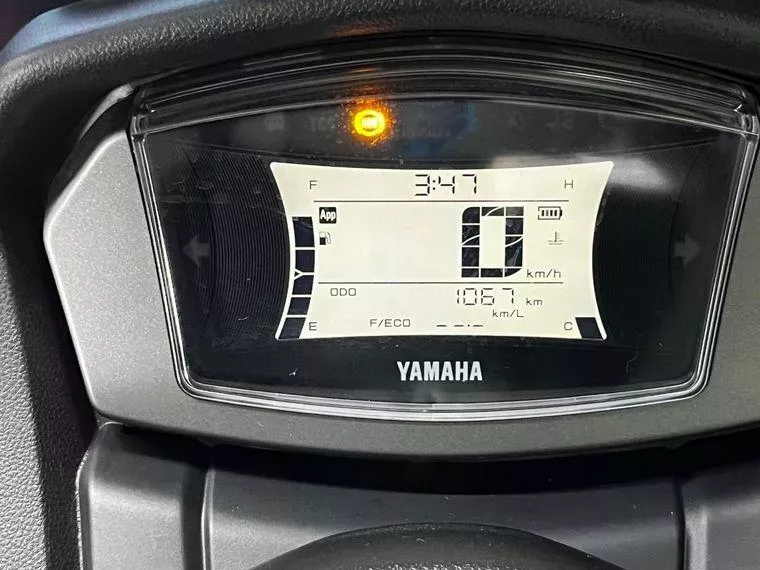 F 3:47 H
App
0
km/h
ODO 1067 km
km/L
E F/ECO --.- C
YAMAHA